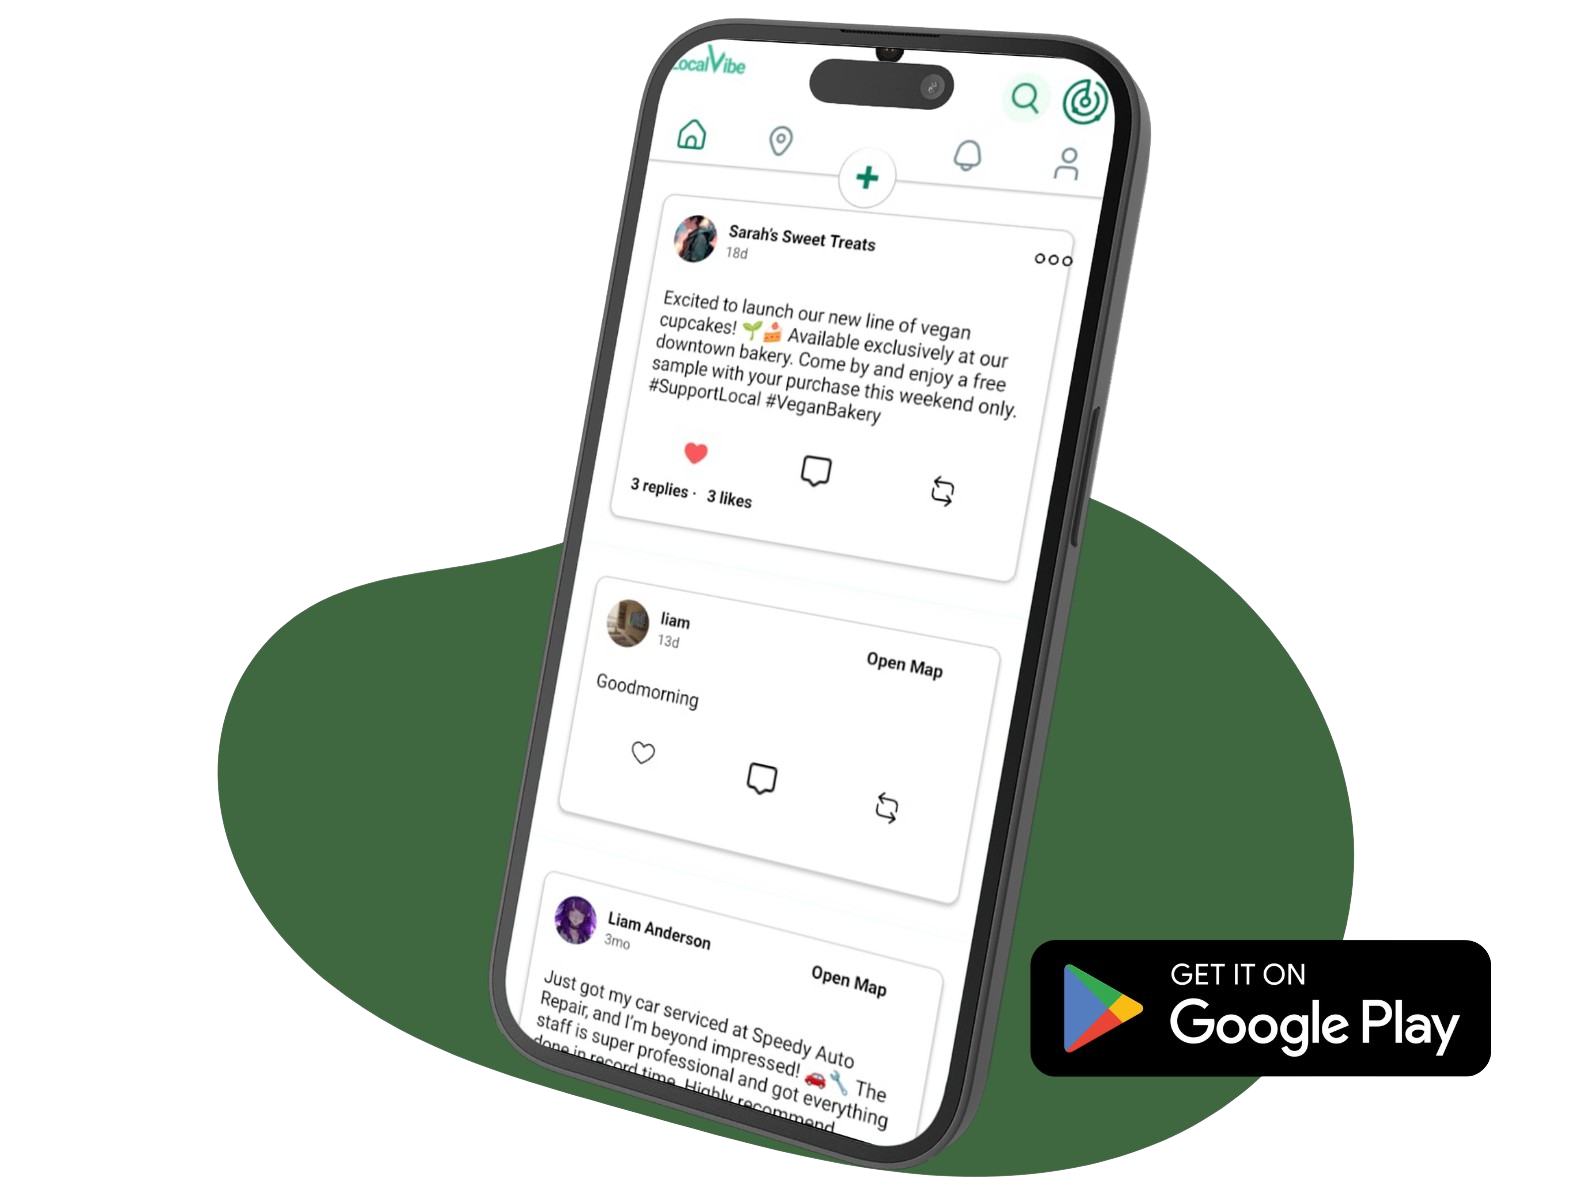 LocalVibe
Sarah's Sweet Treats
18d
Excited to launch our new line of vegan
cupcakes! 🌱🍰 Available exclusively at our
downtown bakery. Come by and enjoy a free
sample with your purchase this weekend only.
#SupportLocal #VeganBakery
3 replies · 3 likes
liam
13d
Open Map
Goodmorning
Liam Anderson
3mo
Open Map
Just got my car serviced at Speedy Auto
Repair, and I'm beyond impressed! 🚗🔧 The
staff is super professional and got everything
done in record time. Highly recommend
GET IT ON
Google Play